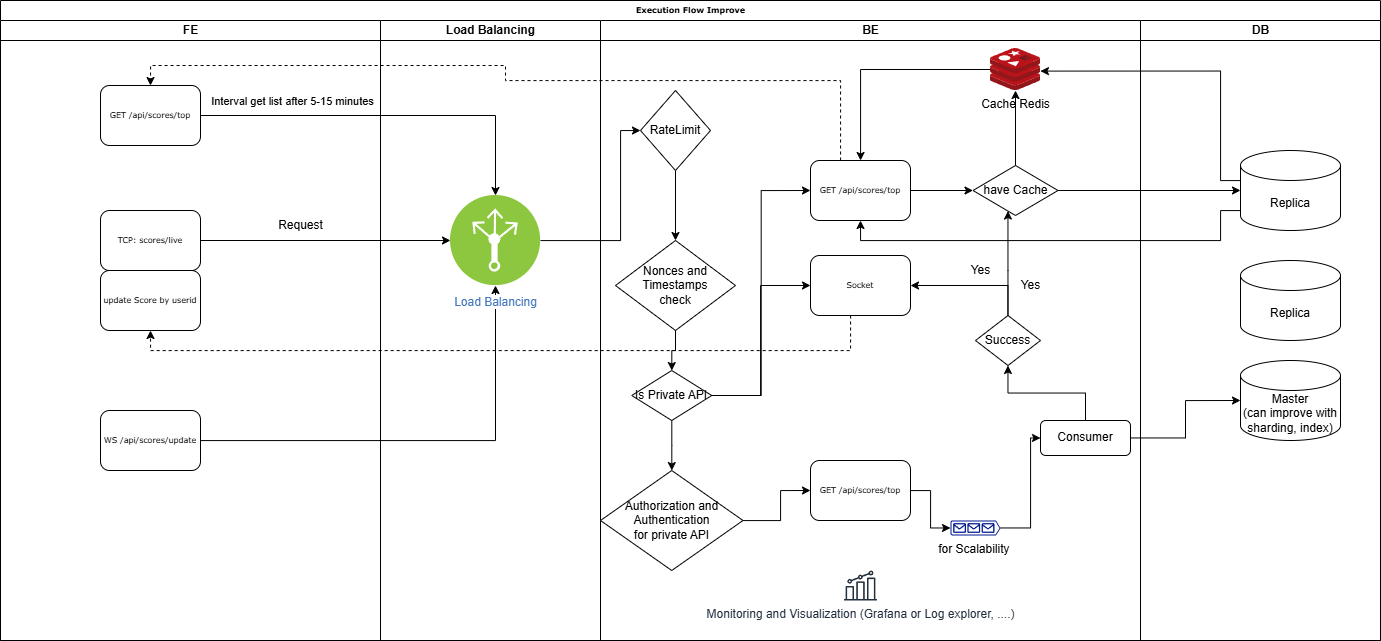 Execution Flow Improve
FE
Load Balancing
BE
DB
GET /api/scores/top
Interval get list after 5-15 minutes
TCP: scores/live
Request
update Score by userid
WS /api/scores/update
Load Balancing
RateLimit
Nonces and
Timestamps
check
Is Private API
Authorization and
Authentication
for private API
Cache Redis
GET /api/scores/top
have Cache
Socket
Yes
Yes
Success
Consumer
GET /api/scores/top
for Scalability
Monitoring and Visualization (Grafana or Log explorer, ....)
Replica
Replica
Master
(can improve with
sharding, index)